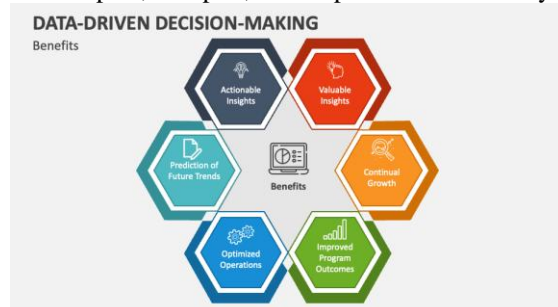 DATA-DRIVEN DECISION-MAKING
Benefits
Actionable
Insights
Valuable
Insights
Prediction of
Future Trends
Benefits
Continual
Growth
Optimized
Operations
Improved
Program
Outcomes